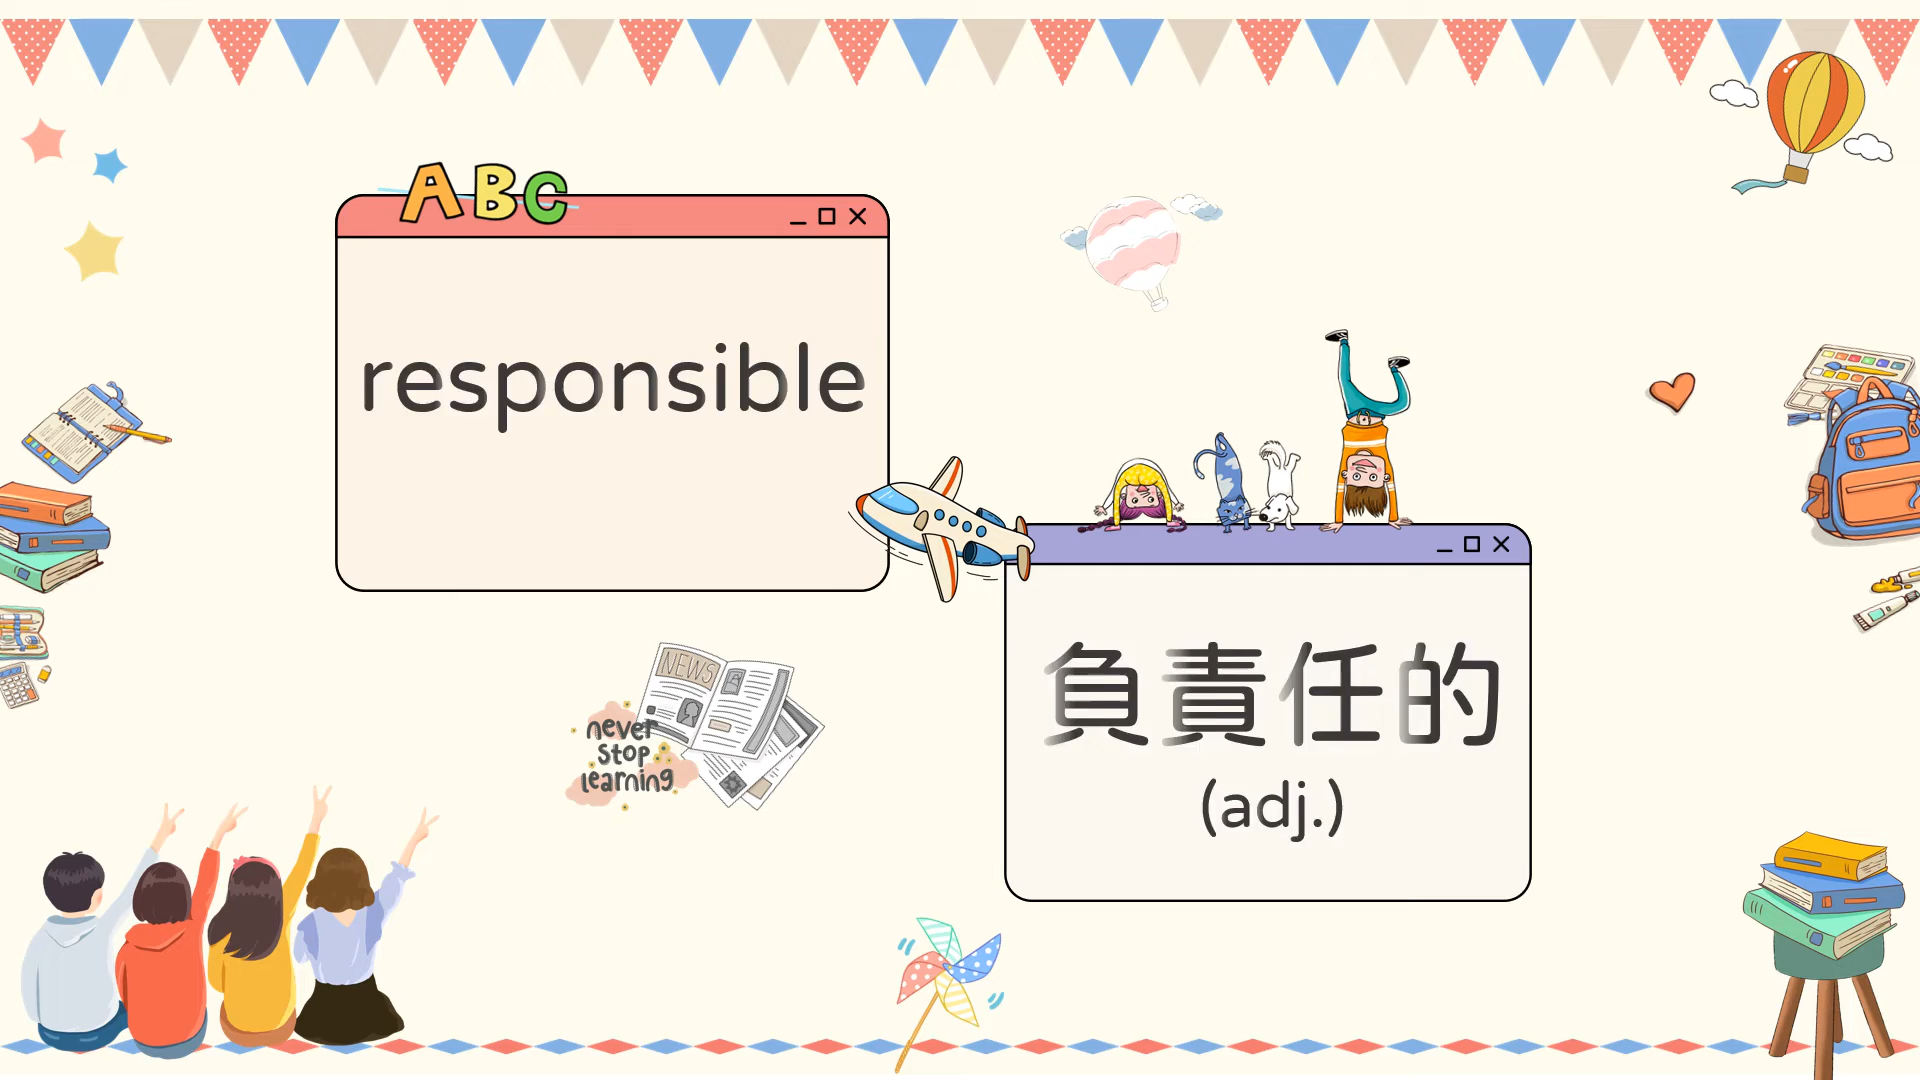 ABC
responsible
負責任的
(adj.)
NEWS
never
stop
learning